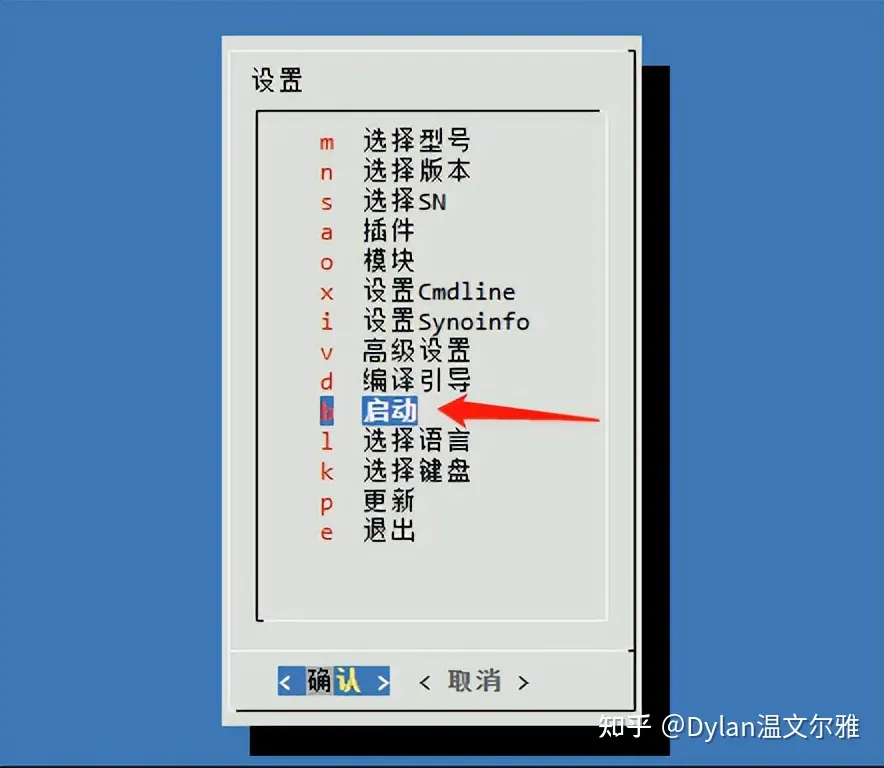 设置
m 选择型号
n 选择版本
s 选择SN
a 插件
o 模块
x 设置Cmdline
i 设置Synoinfo
v 高级设置
d 编译引导
b 启动
l 选择语言
k 选择键盘
p 更新
e 退出
< 确认 > < 取消 >
知乎 @Dylan温文尔雅